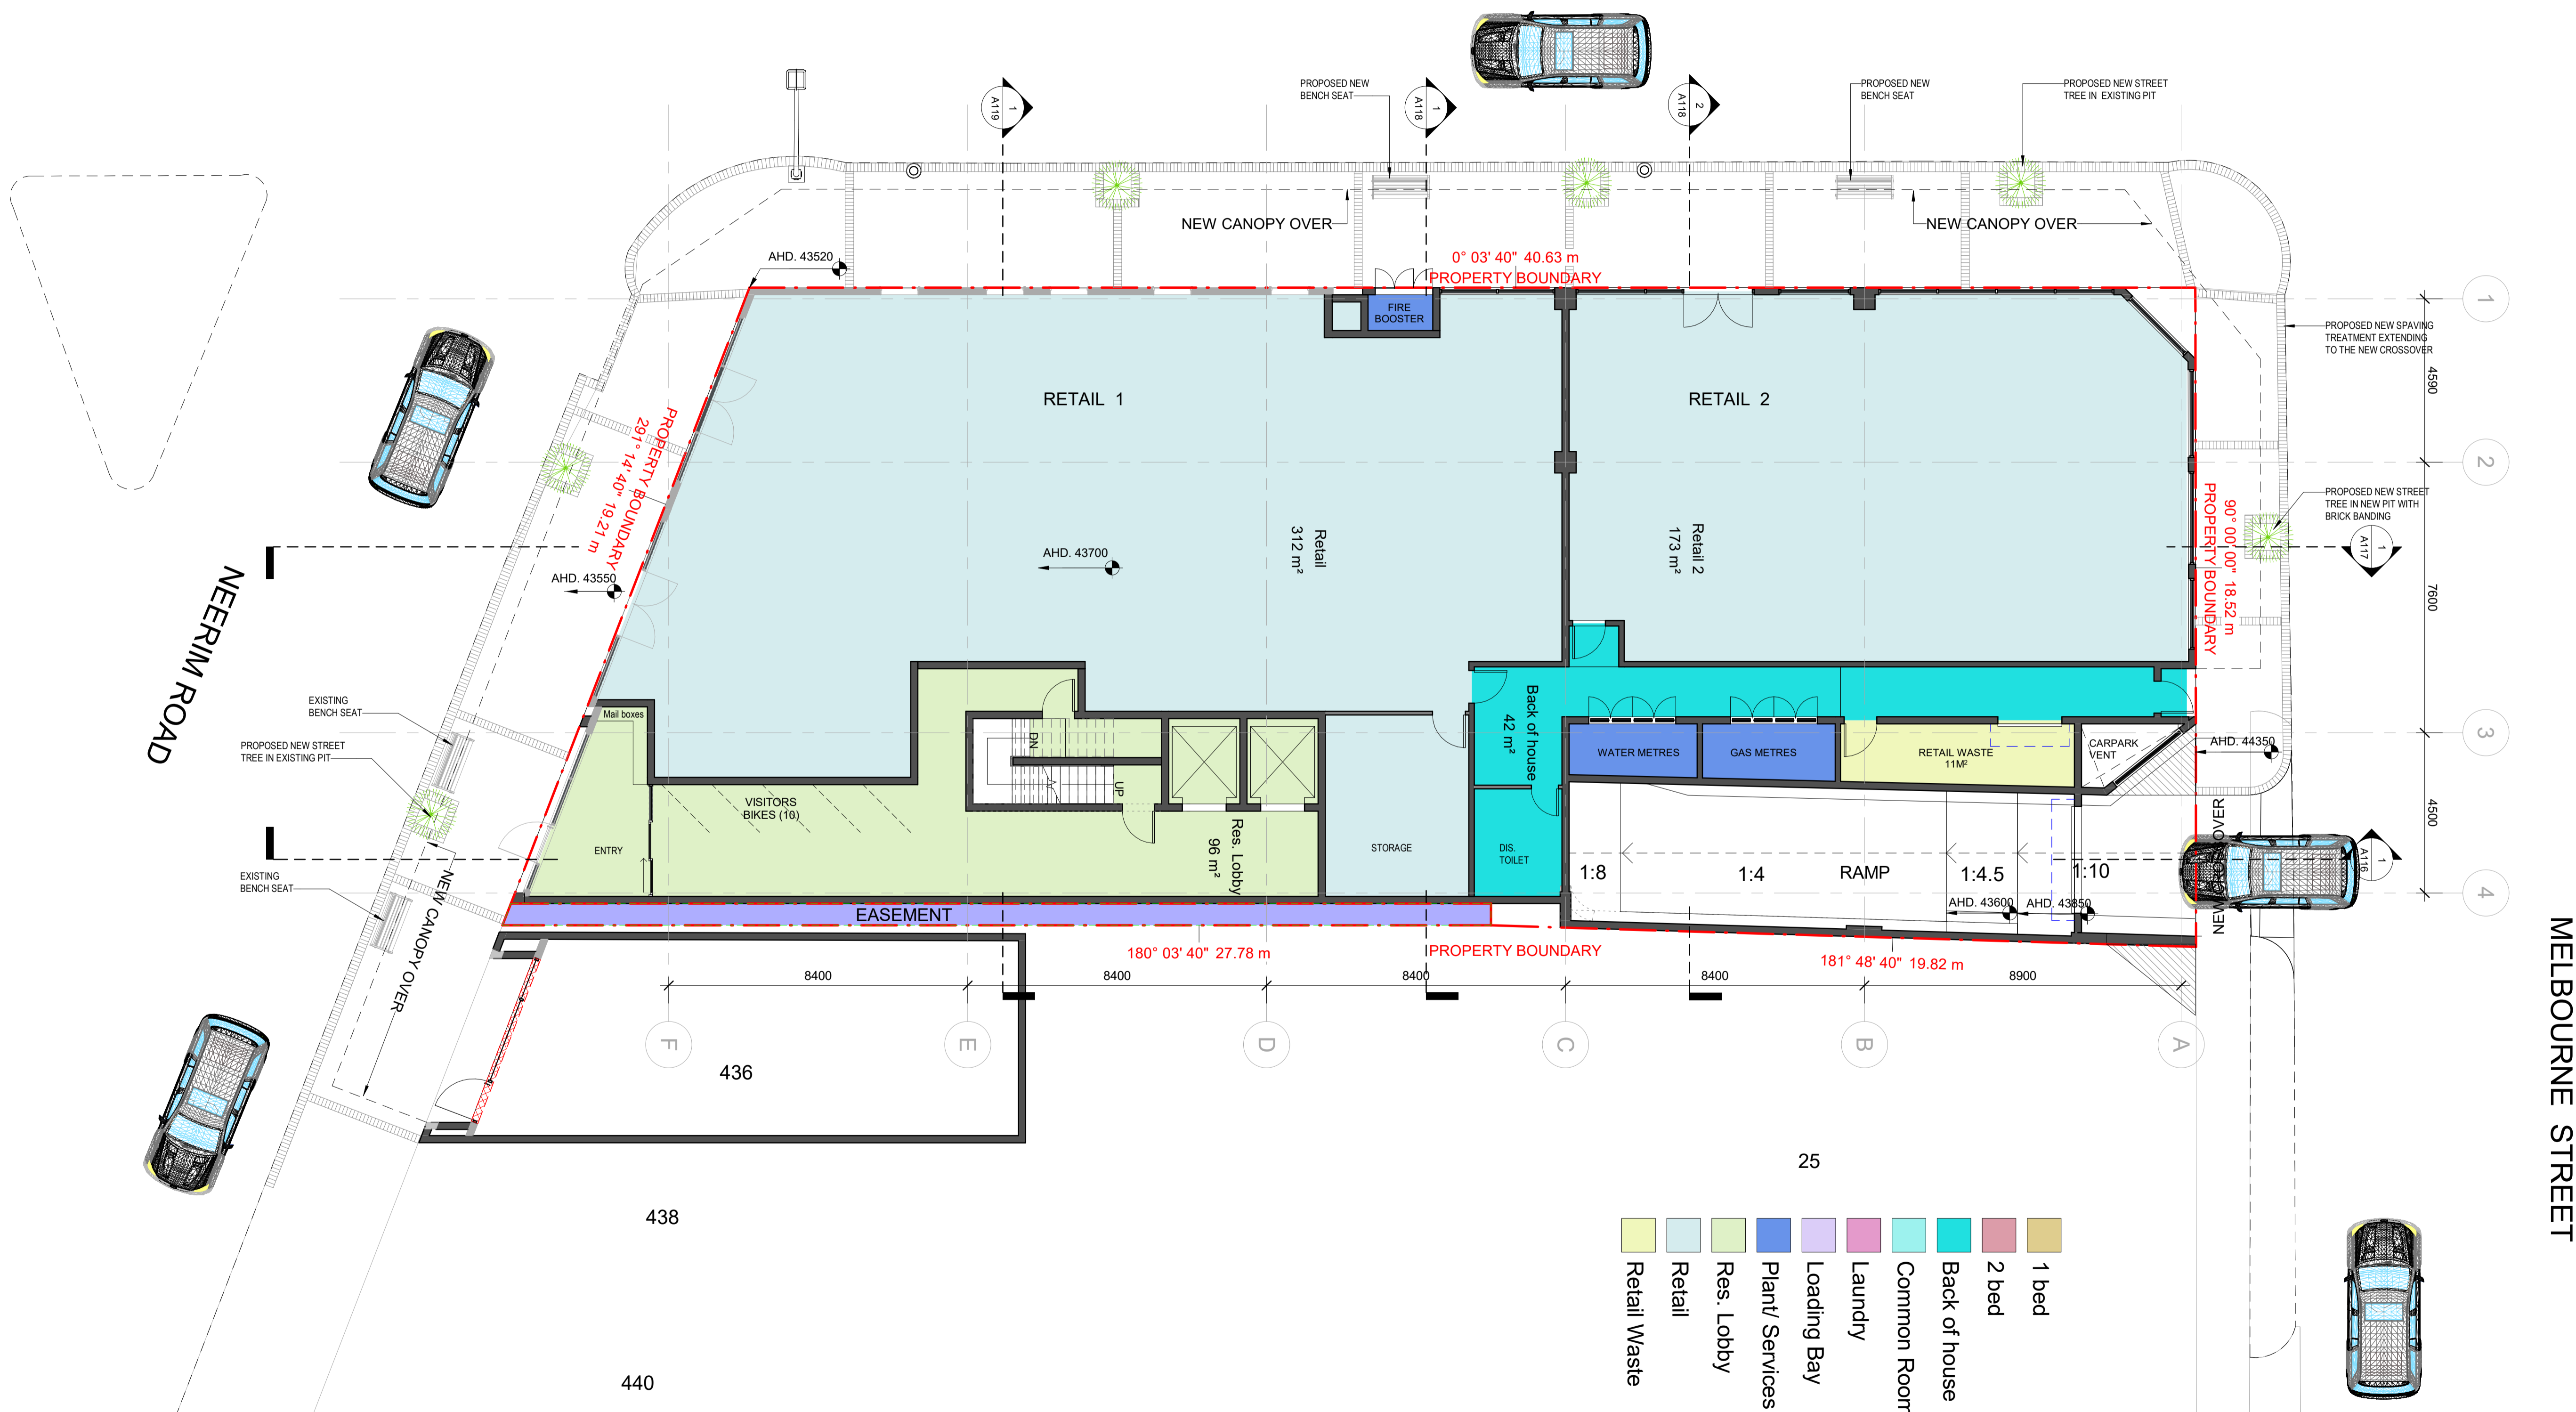 PROPOSED NEW
BENCH SEAT
PROPOSED NEW
BENCH SEAT
PROPOSED NEW STREET
TREE IN EXISTING PIT
1
A119
1
A118
2
A118
NEW CANOPY OVER
NEW CANOPY OVER
AHD. 43520
0° 03' 40" 40.63 m
PROPERTY BOUNDARY
1
FIRE
BOOSTER
PROPOSED NEW SPAVING
TREATMENT EXTENDING
TO THE NEW CROSSOVER
4590
RETAIL 1
RETAIL 2
2
PROPERTY BOUNDARY
291° 14' 40" 19.21 m
90° 00' 00" 18.52 m
PROPERTY BOUNDARY
PROPOSED NEW STREET
TREE IN NEW PIT WITH
BRICK BANDING
1
A117
Retail
312 m²
Retail 2
173 m²
AHD. 43700
AHD. 43550
7600
NEERIM ROAD
EXISTING
BENCH SEAT
Mail boxes
Back of house
42 m²
DN
UP
3
AHD. 44350
PROPOSED NEW STREET
TREE IN EXISTING PIT
WATER METRES
GAS METRES
RETAIL WASTE
11M²
CARPARK
VENT
VISITORS
BIKES (10)
4500
ENTRY
Res. Lobby
96 m²
STORAGE
DIS.
TOILET
1:8
1:4
RAMP
1:4.5
1:10
NEW CROSSOVER
1
A116
EXISTING
BENCH SEAT
4
NEW CANOPY OVER
EASEMENT
AHD. 43600
AHD. 43850
180° 03' 40" 27.78 m
PROPERTY BOUNDARY
181° 48' 40" 19.82 m
8400
8400
8400
8400
8900
F
E
D
C
B
A
436
MELBOURNE STREET
25
438
440
1 bed
2 bed
Back of house
Common Room
Laundry
Loading Bay
Plant/ Services
Res. Lobby
Retail
Retail Waste